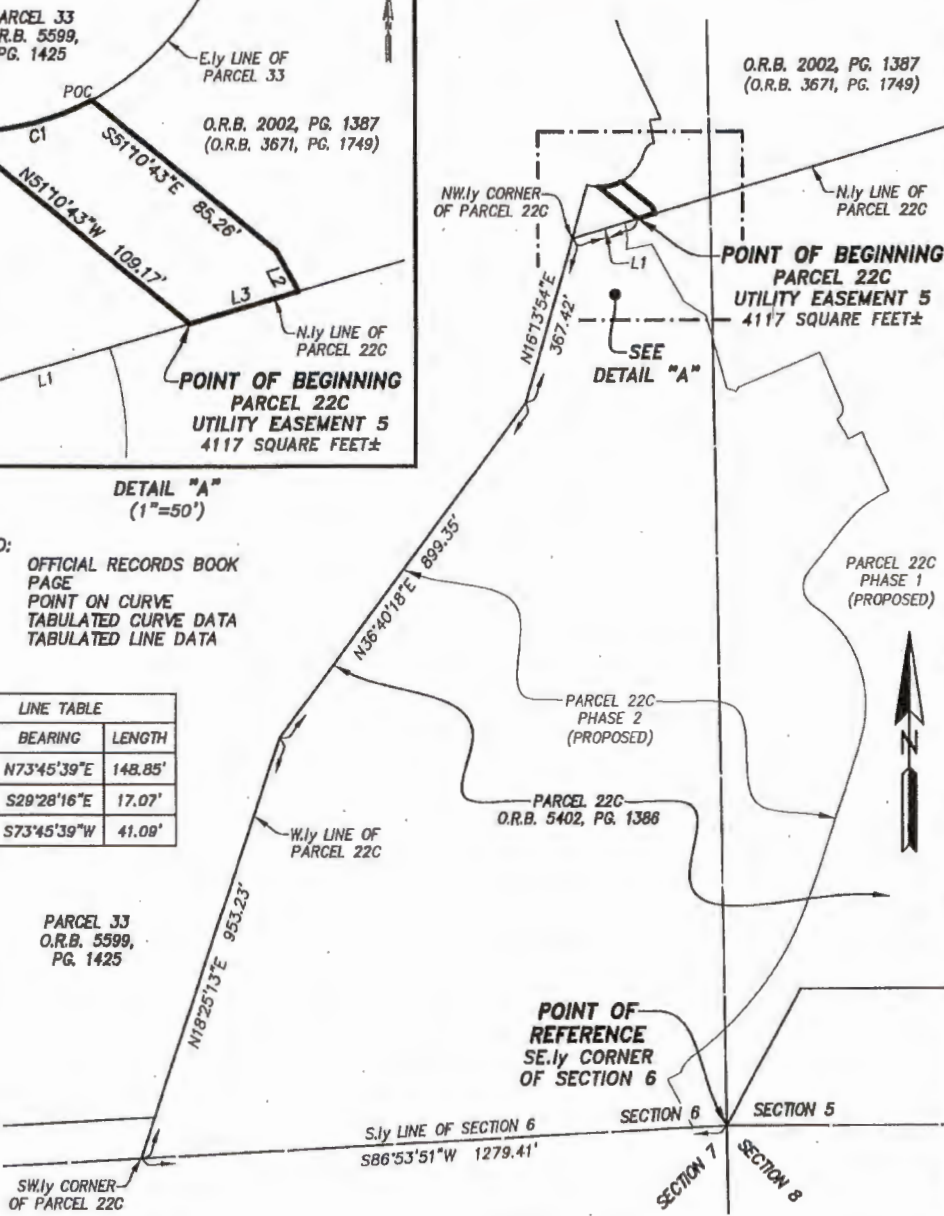 PARCEL 33
O.R.B. 5599,
PG. 1425
E.ly LINE OF
PARCEL 33
N
POC
C1
O.R.B. 2002, PG. 1387
(O.R.B. 3671, PG. 1749)
S51°10'43"E 85.26'
N51°10'43"W 109.17'
L2
L3
N.ly LINE OF
PARCEL 22C
L1
POINT OF BEGINNING
PARCEL 22C
UTILITY EASEMENT 5
4117 SQUARE FEET±
DETAIL "A"
(1"=50')
D:
OFFICIAL RECORDS BOOK
PAGE
POINT ON CURVE
TABULATED CURVE DATA
TABULATED LINE DATA
LINE TABLE
BEARING LENGTH
N73°45'39"E 148.85'
S29°28'16"E 17.07'
S73°45'39"W 41.09'
O.R.B. 2002, PG. 1387
(O.R.B. 3671, PG. 1749)
NW.ly CORNER
OF PARCEL 22C
N.ly LINE OF
PARCEL 22C
L1
POINT OF BEGINNING
PARCEL 22C
UTILITY EASEMENT 5
4117 SQUARE FEET±
N16°13'54"E
367.42'
SEE
DETAIL "A"
N36°40'18"E 899.35'
PARCEL 22C
PHASE 1
(PROPOSED)
PARCEL 22C
PHASE 2
(PROPOSED)
N
PARCEL 22C
O.R.B. 5402, PG. 1386
W.ly LINE OF
PARCEL 22C
PARCEL 33
O.R.B. 5599,
PG. 1425
N18°25'13"E 953.23'
POINT OF
REFERENCE
SE.ly CORNER
OF SECTION 6
SECTION 6
SECTION 5
S.ly LINE OF SECTION 6
S86°53'51"W 1279.41'
SECTION 7
SECTION 8
SW.ly CORNER
OF PARCEL 22C